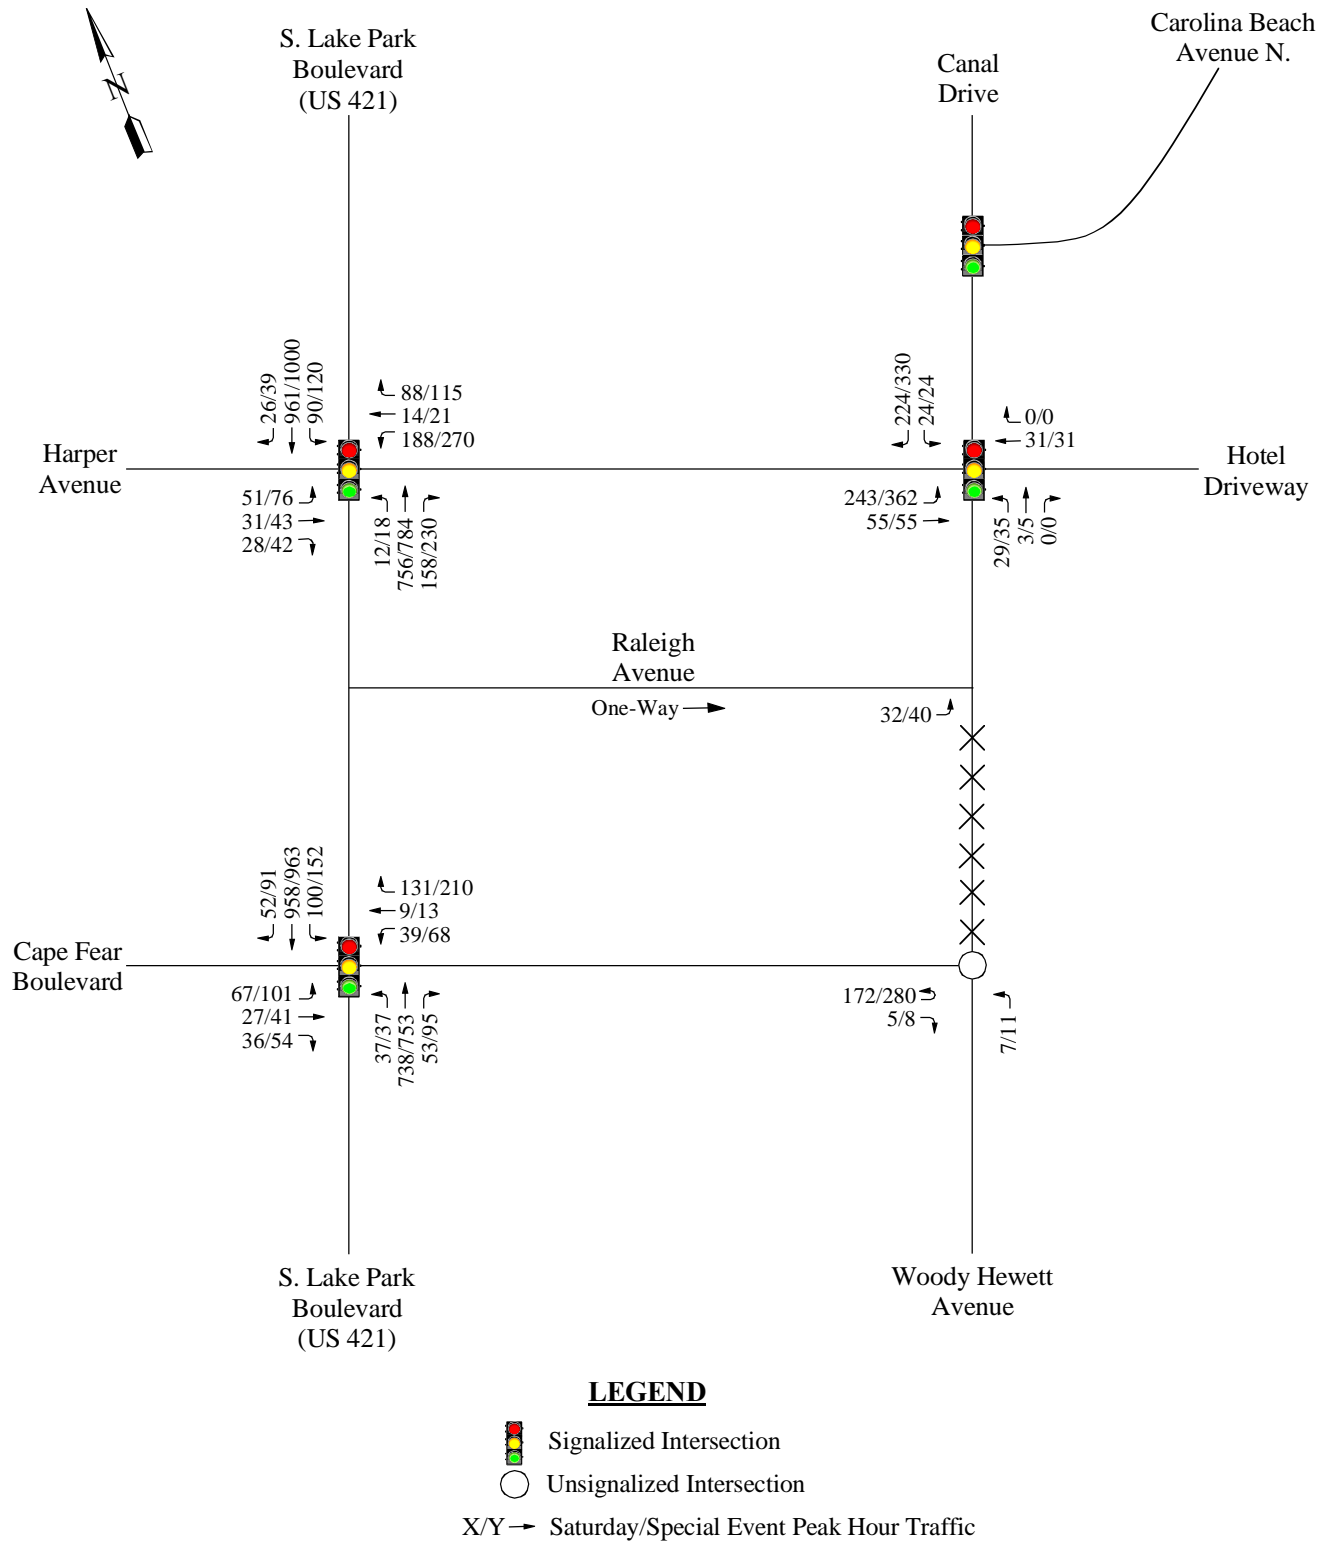 N
S. Lake Park
Boulevard
(US 421)
Canal
Drive
Carolina Beach
Avenue N.
26/39
961/1000
90/120
88/115
14/21
188/270
Harper
Avenue
51/76
31/43
28/42
12/18
756/784
158/230
224/330
24/24
0/0
31/31
Hotel
Driveway
243/362
55/55
29/35
3/5
0/0
Raleigh
Avenue
One-Way
32/40
52/91
958/963
100/152
131/210
9/13
39/68
Cape Fear
Boulevard
67/101
27/41
36/54
37/37
738/753
53/95
172/280
5/8
7/11
S. Lake Park
Boulevard
(US 421)
Woody Hewett
Avenue
LEGEND
Signalized Intersection
Unsignalized Intersection
X/Y Saturday/Special Event Peak Hour Traffic